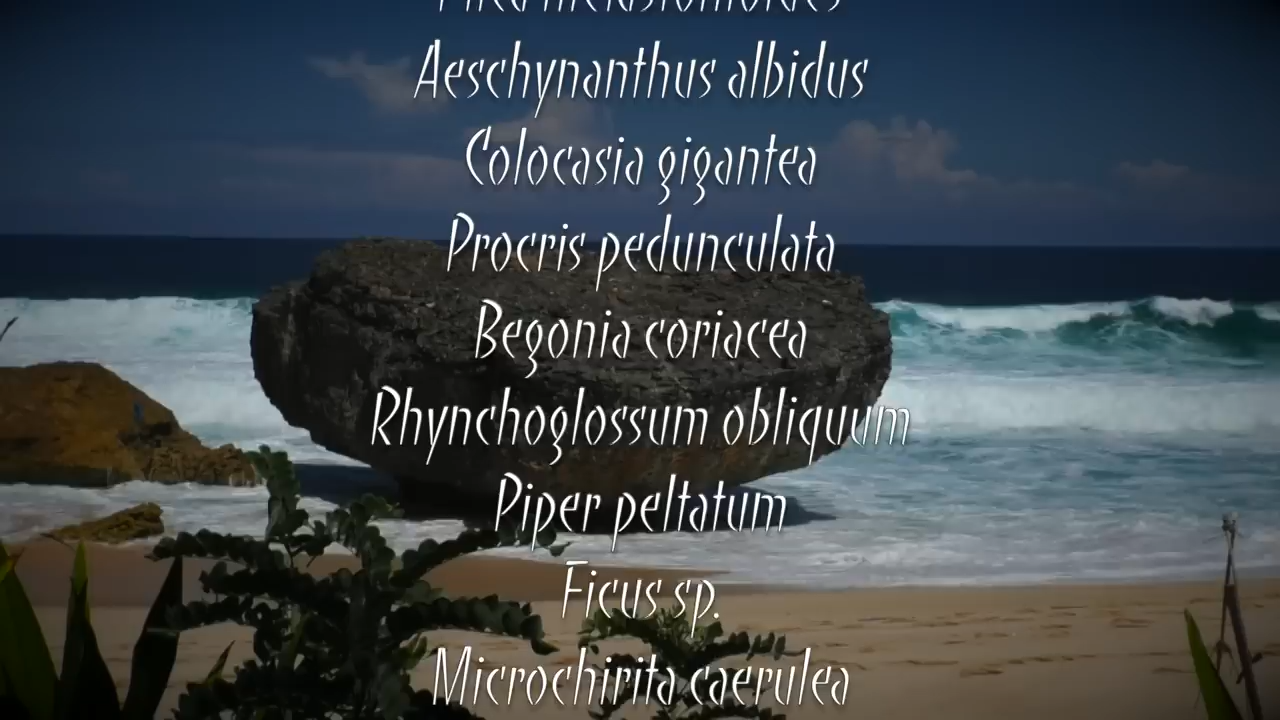 Aeschynanthus albidus
Colocasia gigantea
Procris pedunculata
Begonia coriacea
Rhynchoglossum obliquum
Piper peltatum
Ficus sp.
Microchirita caerulea